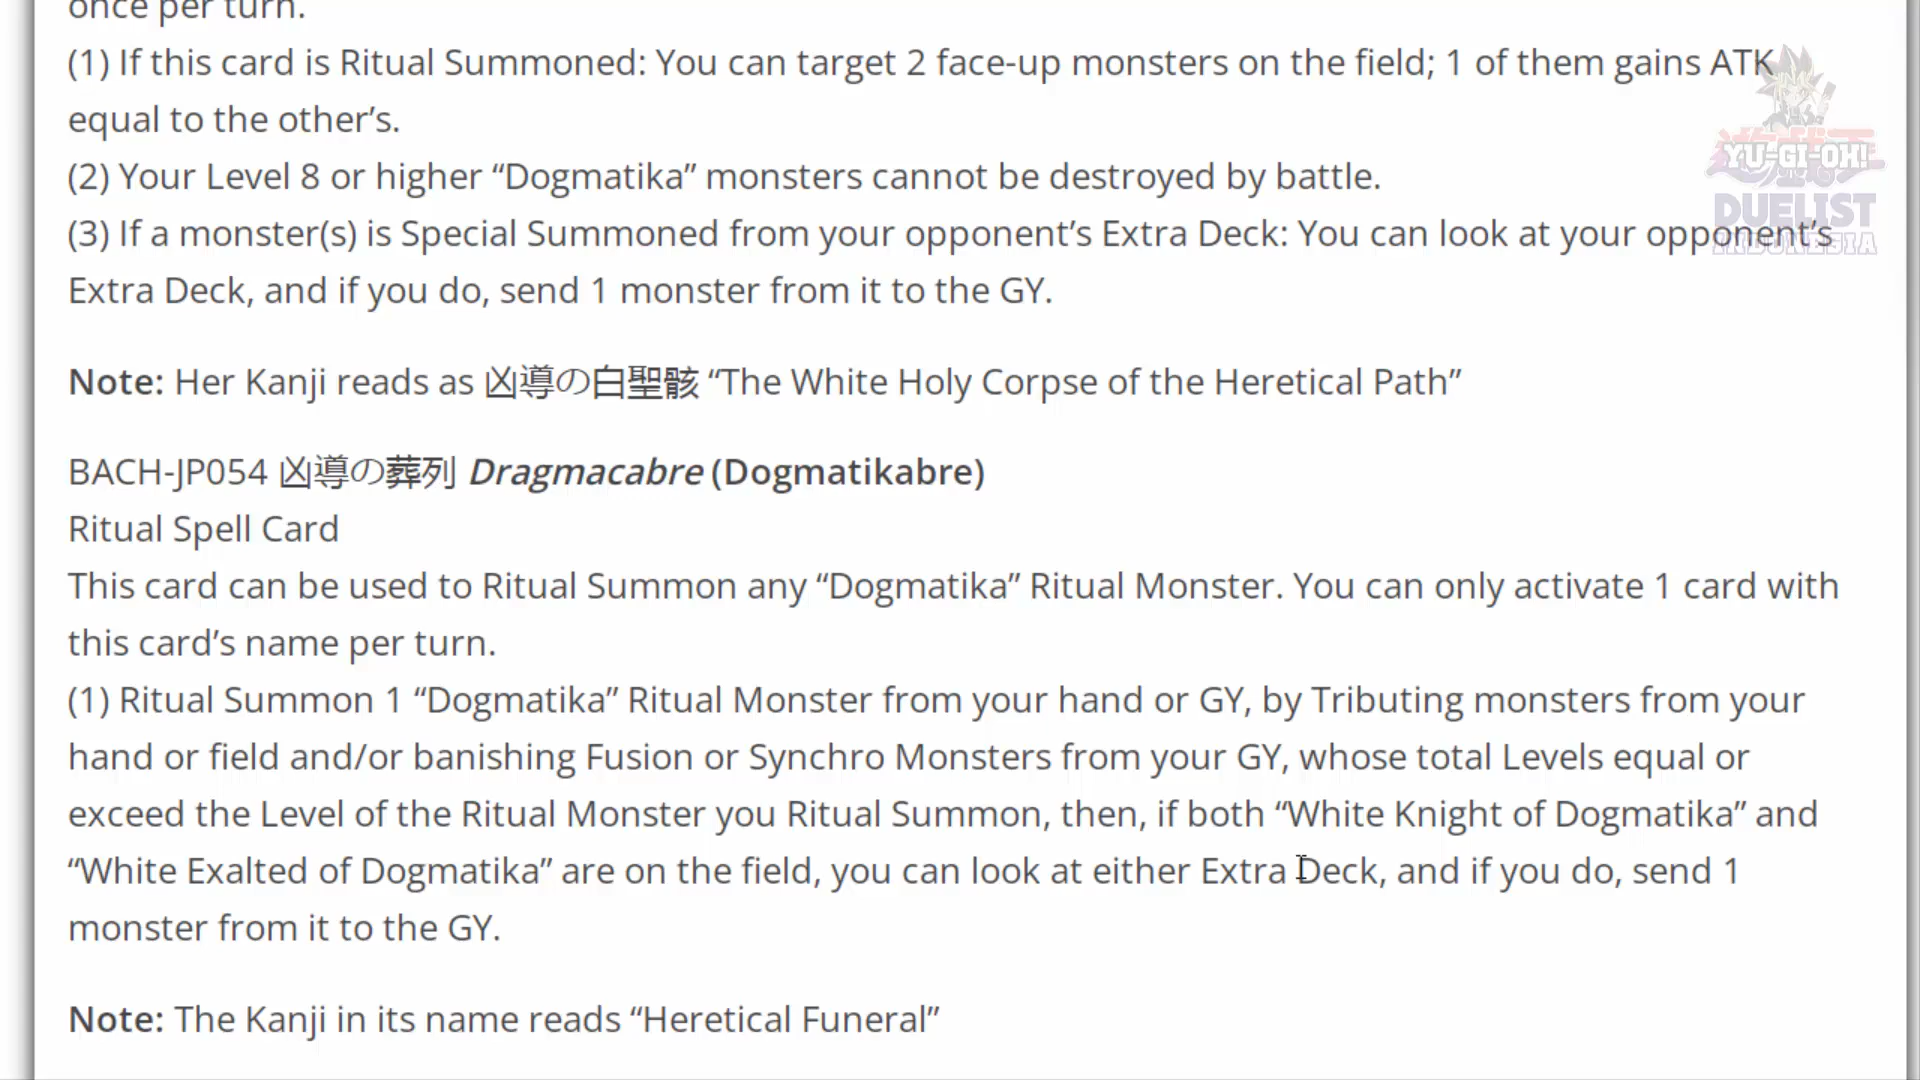 once per turn.
(1) If this card is Ritual Summoned: You can target 2 face-up monsters on the field; 1 of them gains ATK
equal to the other’s.
(2) Your Level 8 or higher “Dogmatika” monsters cannot be destroyed by battle.
(3) If a monster(s) is Special Summoned from your opponent’s Extra Deck: You can look at your opponent’s
Extra Deck, and if you do, send 1 monster from it to the GY.
Note: Her Kanji reads as 凶導の白聖骸 “The White Holy Corpse of the Heretical Path”
BACH-JP054 凶導の葬列 Dragmacabre (Dogmatikabre)
Ritual Spell Card
This card can be used to Ritual Summon any “Dogmatika” Ritual Monster. You can only activate 1 card with
this card’s name per turn.
(1) Ritual Summon 1 “Dogmatika” Ritual Monster from your hand or GY, by Tributing monsters from your
hand or field and/or banishing Fusion or Synchro Monsters from your GY, whose total Levels equal or
exceed the Level of the Ritual Monster you Ritual Summon, then, if both “White Knight of Dogmatika” and
“White Exalted of Dogmatika” are on the field, you can look at either Extra Deck, and if you do, send 1
monster from it to the GY.
Note: The Kanji in its name reads “Heretical Funeral”
YU-GI-OH!
DUELIST
INDONESIA